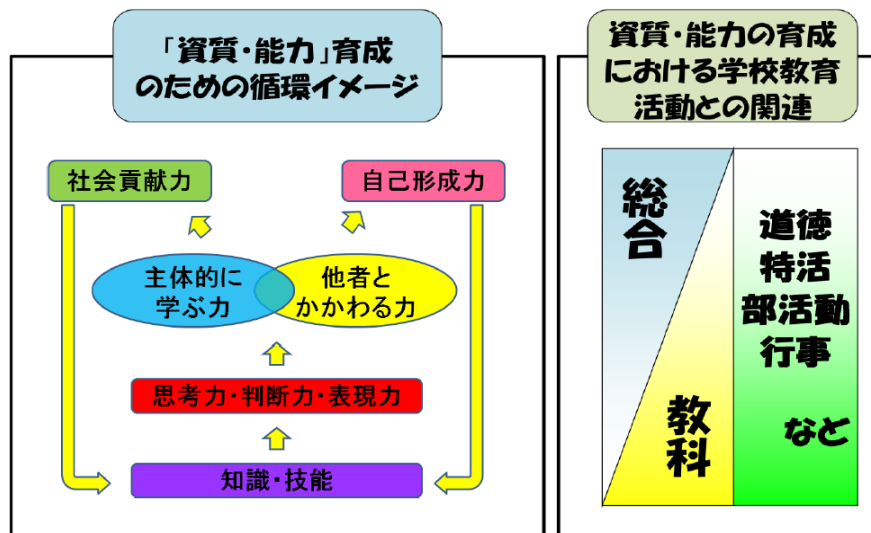 「資質・能力」育成
のための循環イメージ
社会貢献力
自己形成力
主体的に
学ぶ力
他者と
かかわる力
思考力・判断力・表現力
知識・技能
資質・能力の育成
における学校教育
活動との関連
総合
教科
道徳
特活
部活動
行事
など